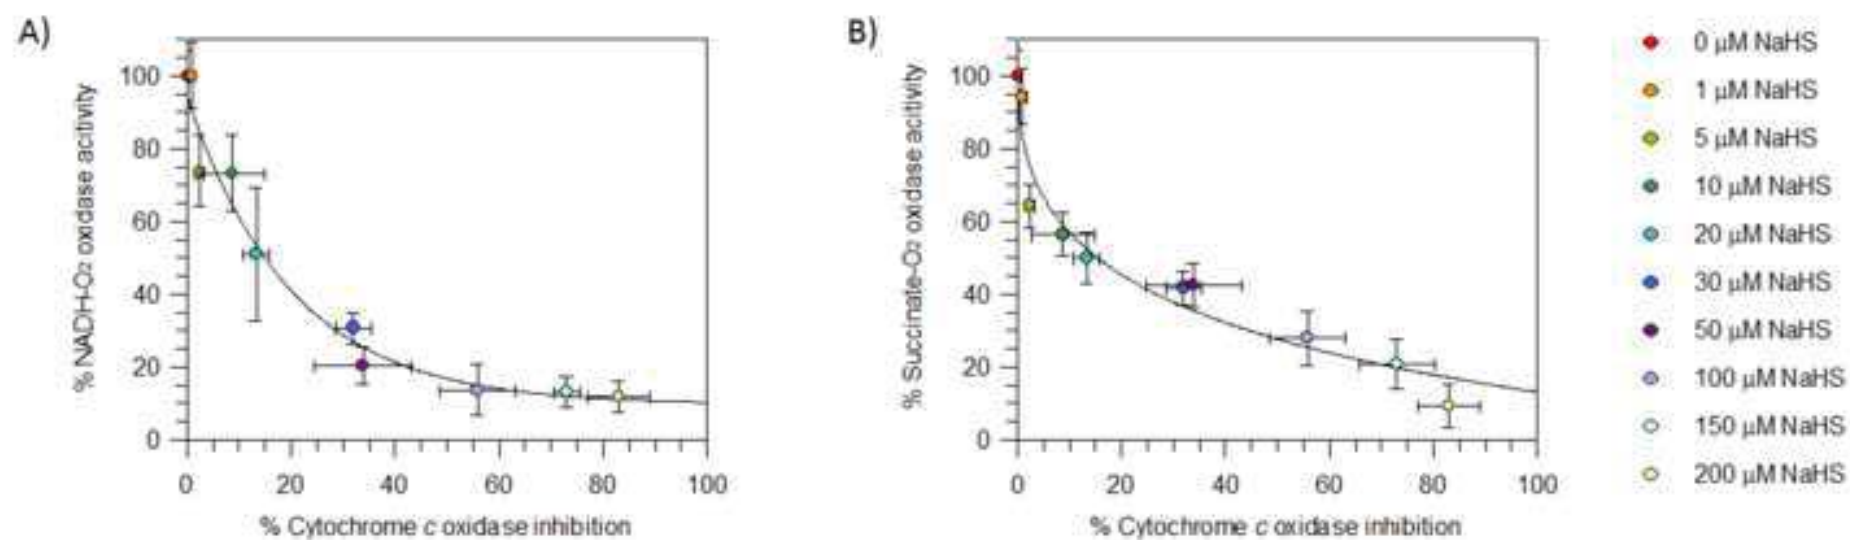 A)
% NADH-O2 oxidase acitivity
100
80
60
40
20
0
0 20 40 60 80 100
% Cytochrome c oxidase inhibition
B)
% Succinate-O2 oxidase acitivity
100
80
60
40
20
0
0 20 40 60 80 100
% Cytochrome c oxidase inhibition
0 µM NaHS
1 µM NaHS
5 µM NaHS
10 µM NaHS
20 µM NaHS
30 µM NaHS
50 µM NaHS
100 µM NaHS
150 µM NaHS
200 µM NaHS